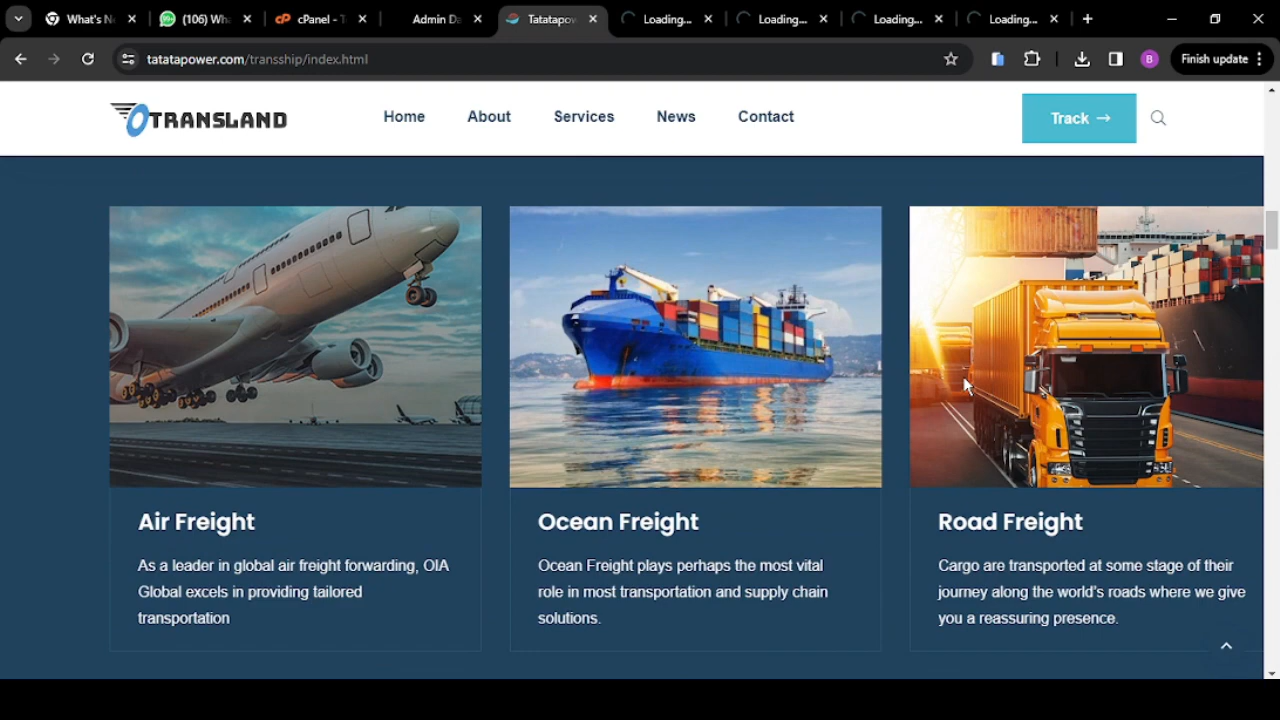 What's N
(106) Wha
cPanel - T
Admin Da
Tatatapow
Loading...
Loading...
Loading...
Loading...
tatatapower.com/transship/index.html
B
Finish update
TRANSLAND
Home
About
Services
News
Contact
Track →
Air Freight
As a leader in global air freight forwarding, OIA
Global excels in providing tailored
transportation
Ocean Freight
Ocean Freight plays perhaps the most vital
role in most transportation and supply chain
solutions.
Road Freight
Cargo are transported at some stage of their
journey along the world's roads where we give
you a reassuring presence.